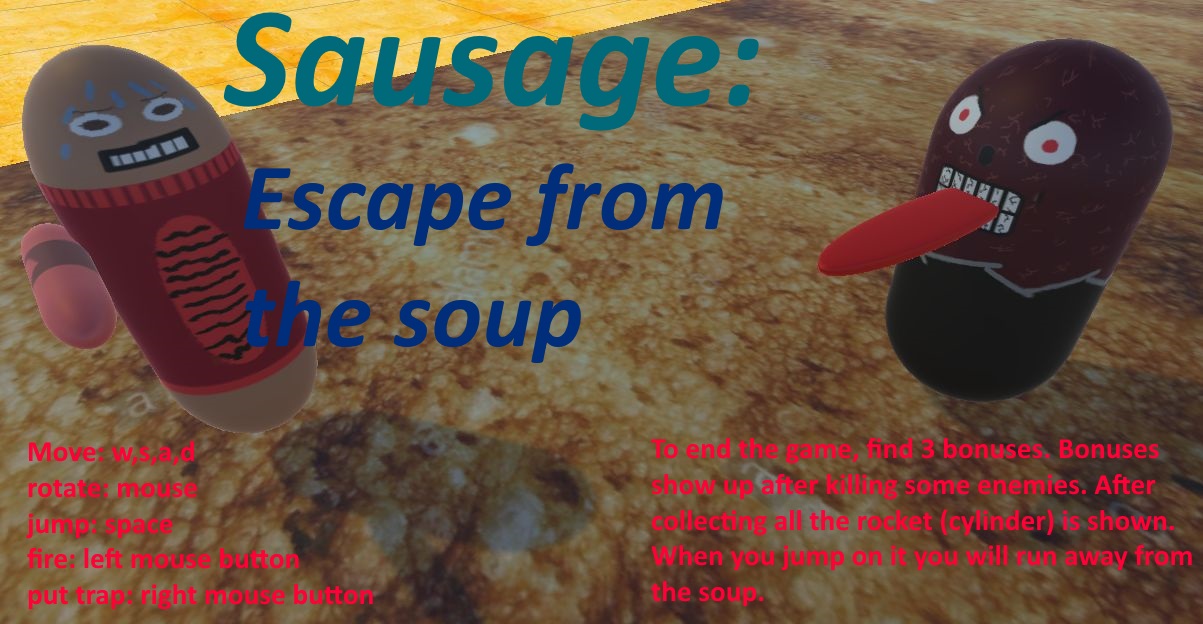 Sausage:
Escape from
the soup
Move: w,s,a,d
rotate: mouse
jump: space
fire: left mouse button
put trap: right mouse button
To end the game, find 3 bonuses. Bonuses
show up after killing some enemies. After
collecting all the rocket (cylinder) is shown.
When you jump on it you will run away from
the soup.